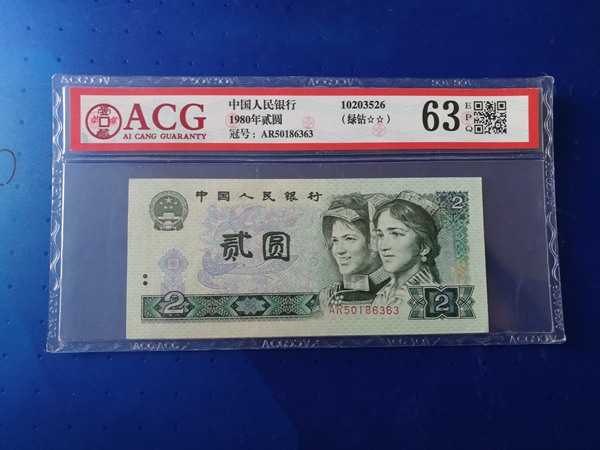 ACG
AI CANG GUARANTY
中国人民银行
1980年贰圆
冠号: AR50186363
10203526
(绿钻☆☆)
63
EPQ
中国人民银行
贰圆
2
2
2
AR50186363